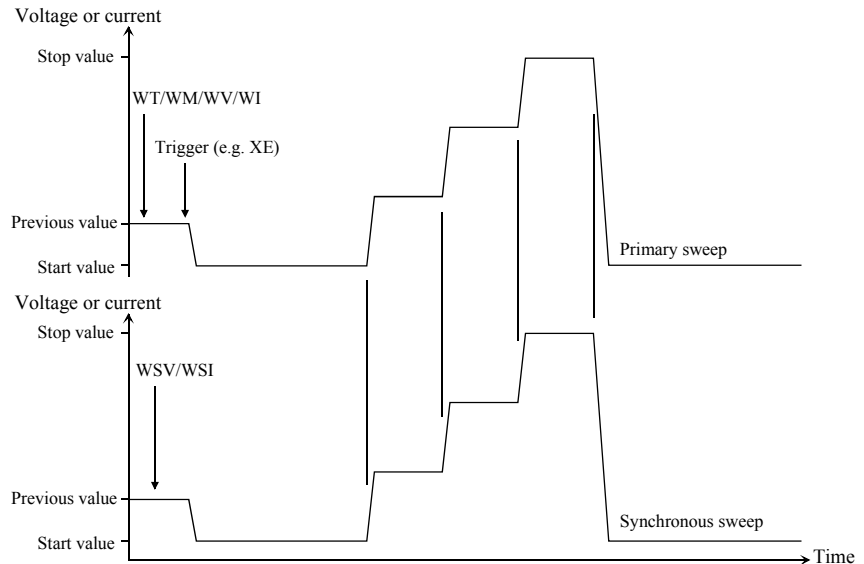 Voltage or current
Stop value
WT/WM/WV/WI
Trigger (e.g. XE)
Previous value
Start value
Primary sweep
Voltage or current
Stop value
WSV/WSI
Previous value
Start value
Synchronous sweep
Time